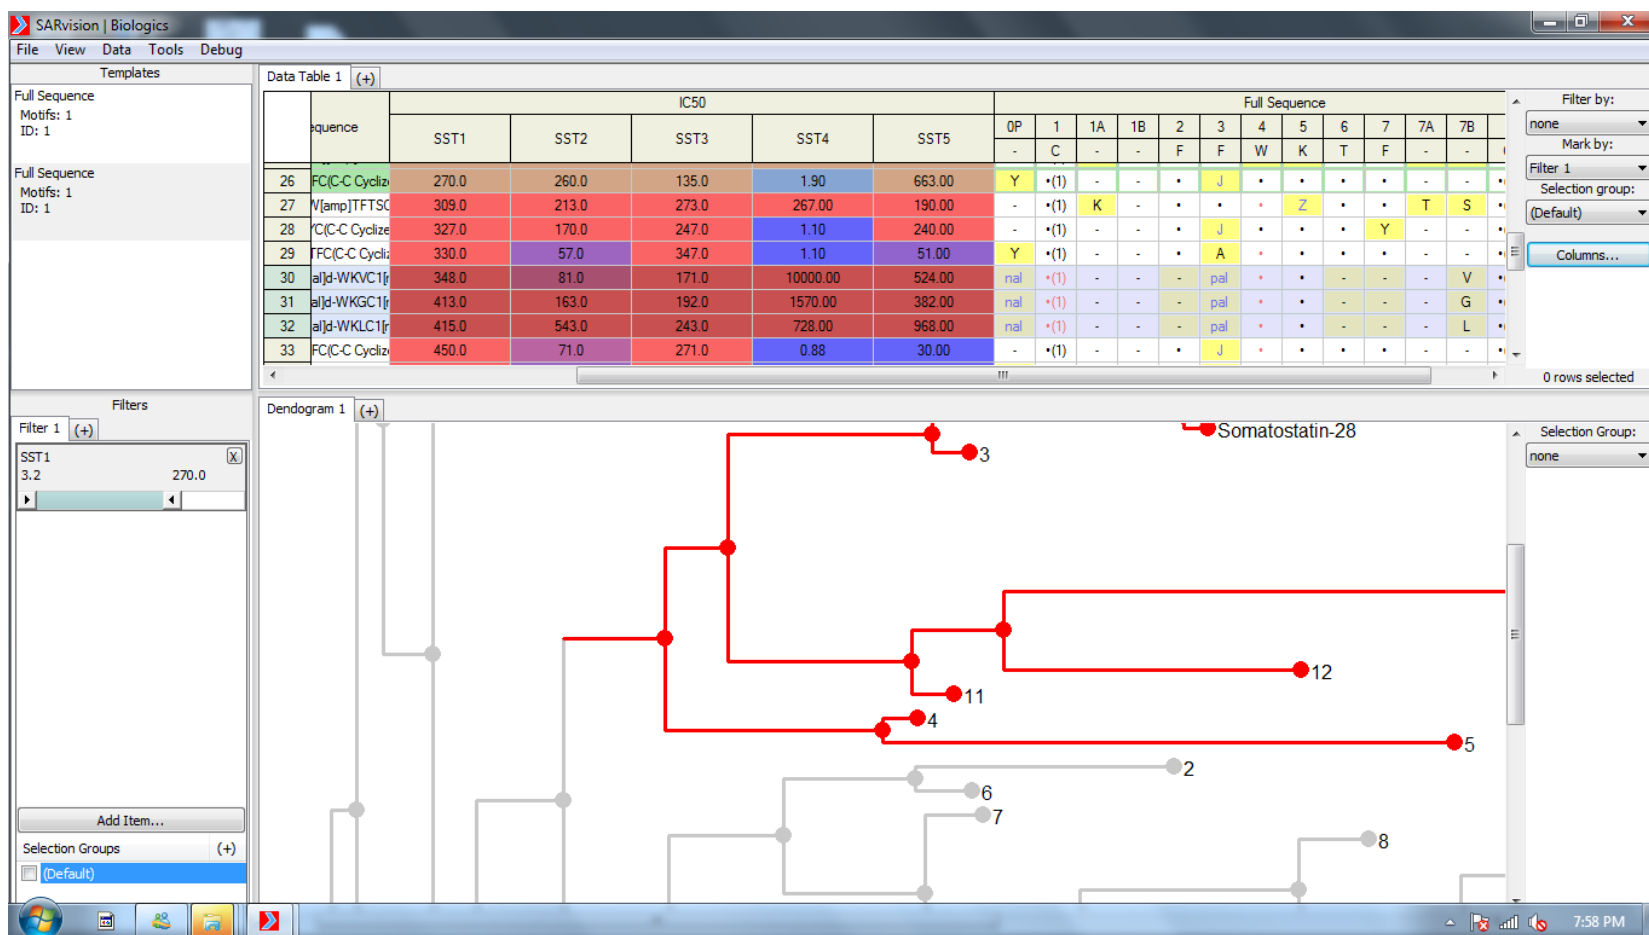 SARvision | Biologics
File View Data Tools Debug
Templates
Full Sequence
Motifs: 1
ID: 1
Full Sequence
Motifs: 1
ID: 1
Data Table 1 (+)
equence IC50 Full Sequence
SST1 SST2 SST3 SST4 SST5 0P 1 1A 1B 2 3 4 5 6 7 7A 7B
- C - - F F W K T F - -
26 FC(C-C Cyclize 270.0 260.0 135.0 1.90 663.00 Y •(1) - - • J • • • • - -
27 W[amp]TFTSC 309.0 213.0 273.0 267.00 190.00 - •(1) K - • • • Z • • T S
28 YC(C-C Cyclize 327.0 170.0 247.0 1.10 240.00 - •(1) - - • J • • • Y - -
29 TFC(C-C Cycliz 330.0 57.0 347.0 1.10 51.00 Y •(1) - - • A • • • • - -
30 al]d-WKVC1[r 348.0 81.0 171.0 10000.00 524.00 nal •(1) - - - pal • • - - - V
31 al]d-WKGC1[r 413.0 163.0 192.0 1570.00 382.00 nal •(1) - - - pal • • - - - G
32 al]d-WKLC1[r 415.0 543.0 243.0 728.00 968.00 nal •(1) - - - pal • • - - - L
33 FC(C-C Cyclize 450.0 71.0 271.0 0.88 30.00 - •(1) - - • J • • • • - -
Filter by:
none
Mark by:
Filter 1
Selection group:
(Default)
Columns...
0 rows selected
Filters
Filter 1 (+)
SST1 X
3.2 270.0
Add Item...
Selection Groups (+)
(Default)
Dendogram 1 (+)
Somatostatin-28
3
12
11
4
5
2
6
7
8
Selection Group:
none
7:58 PM